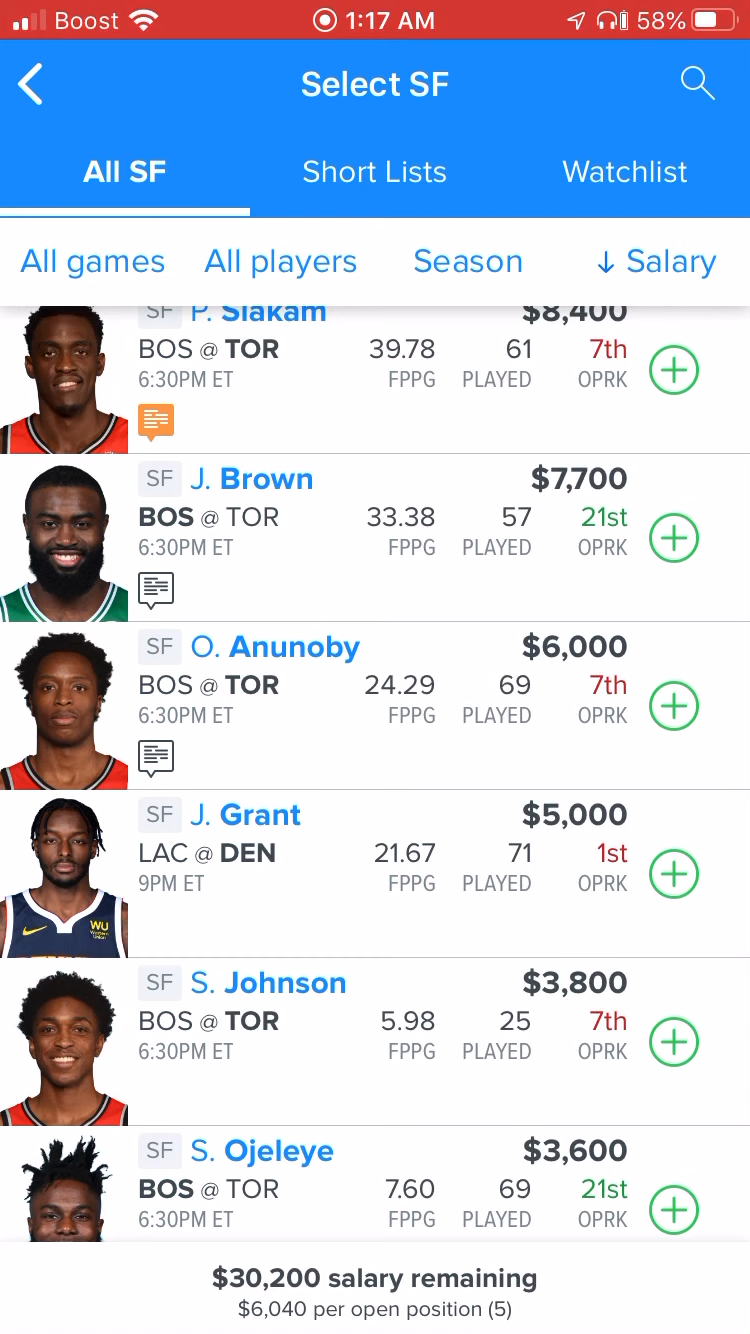 Boost 1:17 AM 58%
Select SF
All SF Short Lists Watchlist
All games All players Season ↓ Salary
SF P. Siakam $8,400
BOS @ TOR 39.78 61 7th
6:30PM ET FPPG PLAYED OPRK
SF J. Brown $7,700
BOS @ TOR 33.38 57 21st
6:30PM ET FPPG PLAYED OPRK
SF O. Anunoby $6,000
BOS @ TOR 24.29 69 7th
6:30PM ET FPPG PLAYED OPRK
SF J. Grant $5,000
LAC @ DEN 21.67 71 1st
9PM ET FPPG PLAYED OPRK
WU
Western
Union
SF S. Johnson $3,800
BOS @ TOR 5.98 25 7th
6:30PM ET FPPG PLAYED OPRK
SF S. Ojeleye $3,600
BOS @ TOR 7.60 69 21st
6:30PM ET FPPG PLAYED OPRK
$30,200 salary remaining
$6,040 per open position (5)